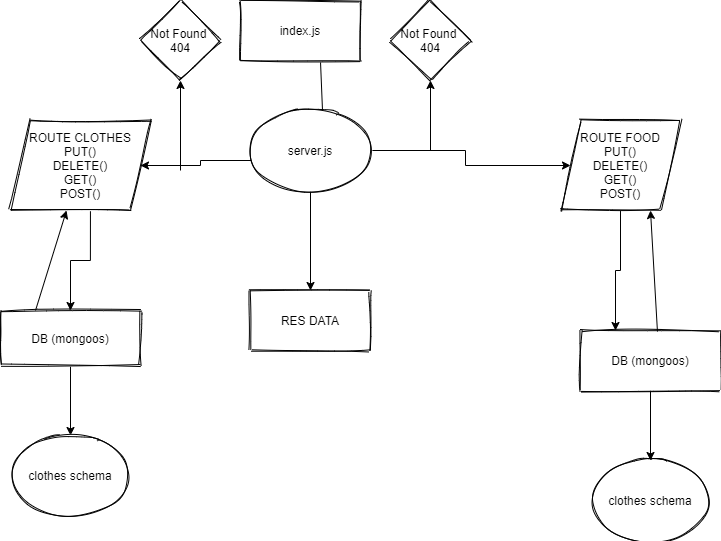 Not Found
404
index.js
Not Found
404
ROUTE CLOTHES
PUT()
DELETE()
GET()
POST()
server.js
ROUTE FOOD
PUT()
DELETE()
GET()
POST()
RES DATA
DB (mongoos)
DB (mongoos)
clothes schema
clothes schema